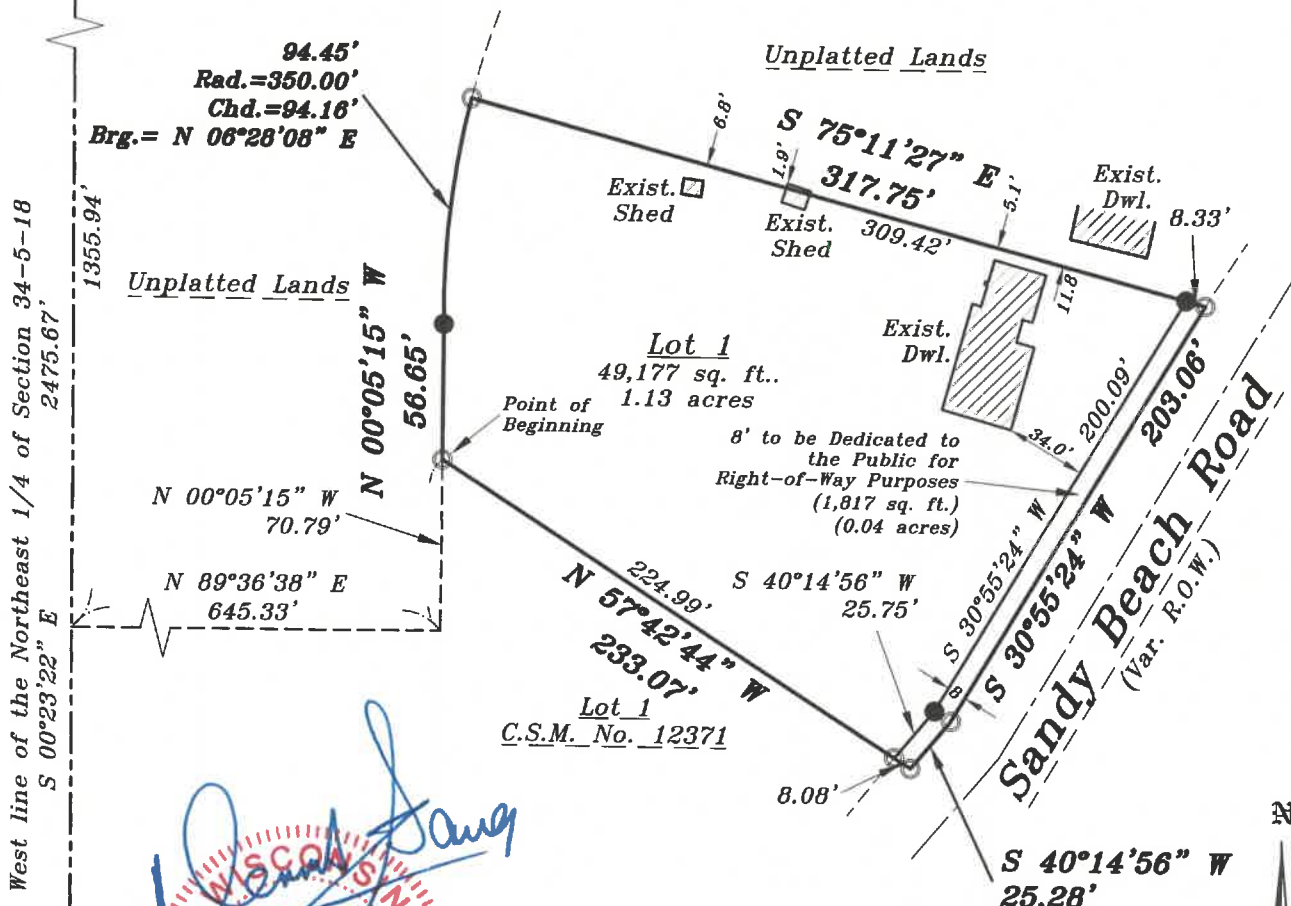 94.45'
Rad.=350.00'
Chd.=94.16'
Brg.= N 06°28'08" E
Unplatted Lands
6.8'
1.9'
S 75°11'27" E
317.75'
309.42'
5.1'
Exist.
Shed
Exist.
Shed
Exist.
Dwl.
8.33'
11.8
Exist.
Dwl.
1355.94'
West line of the Northeast 1/4 of Section 34-5-18
S 00°23'22" E 2475.67'
Unplatted Lands
N 00°05'15" W
56.65'
Lot 1
49,177 sq. ft..
1.13 acres
Point of
Beginning
8' to be Dedicated to
the Public for
Right-of-Way Purposes
(1,817 sq. ft.)
(0.04 acres)
34.0'
200.09'
203.06'
S 30°55'24" W
S 30°55'24" W
8
N 00°05'15" W
70.79'
N 89°36'38" E
645.33'
224.99'
N 57°42'44" W
233.07'
S 40°14'56" W
25.75'
Lot 1
C.S.M. No. 12371
8.08'
Sandy Beach Road
(Var. R.O.W.)
S 40°14'56" W
25.28'
N
WISCONSIN